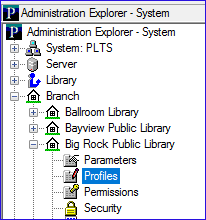 Administration Explorer - System
Administration Explorer - System
System: PLTS
Server
Library
Branch
Ballroom Library
Bayview Public Library
Big Rock Public Library
Parameters
Profiles
Permissions
Security